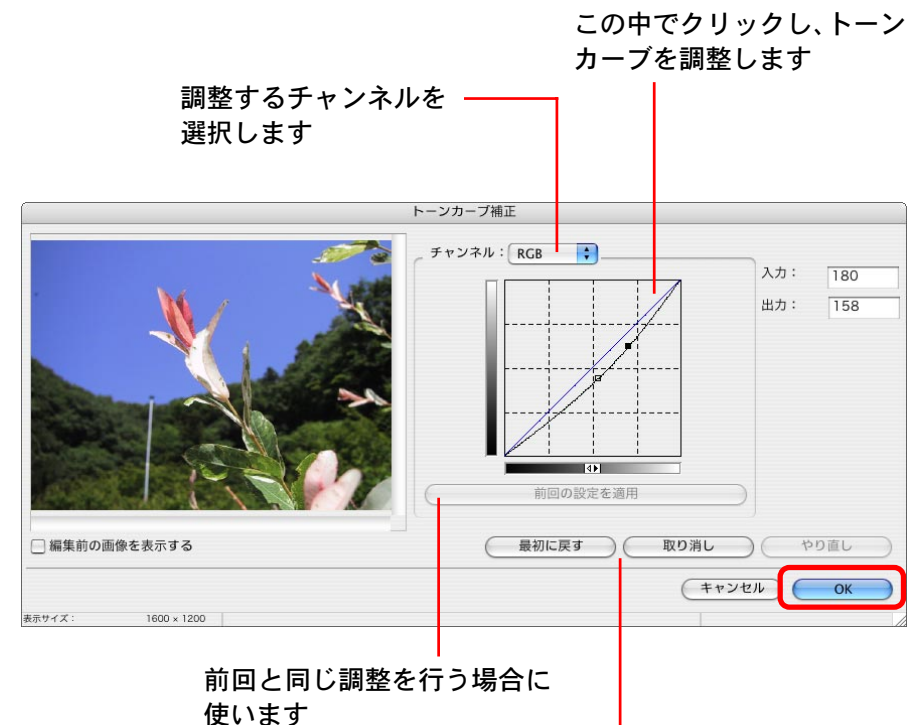 この中でクリックし、トーン
カーブを調整します
調整するチャンネルを
選択します
トーンカーブ補正
チャンネル： RGB
入力： 180
出力： 158
前回の設定を適用
編集前の画像を表示する
最初に戻す 取り消し やり直し
キャンセル OK
表示サイズ： 1600 × 1200
前回と同じ調整を行う場合に
使います